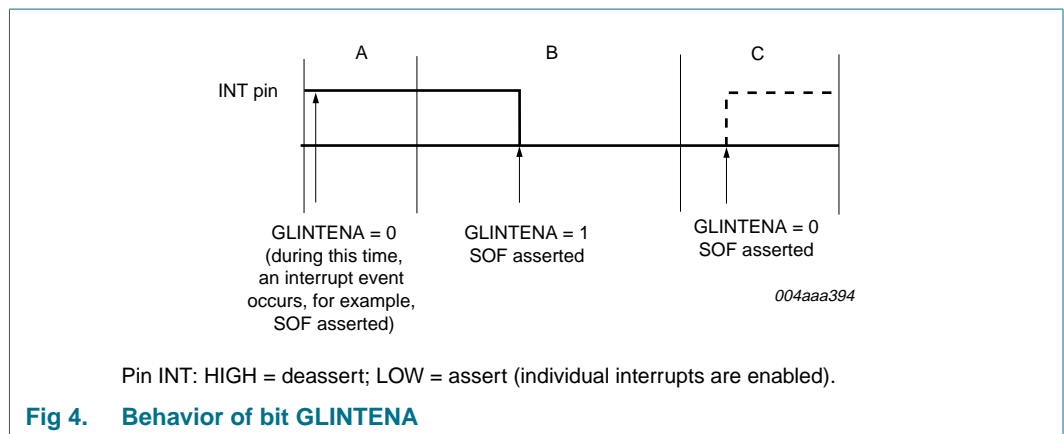 A
B
C
INT pin
GLINTENA = 0
(during this time,
an interrupt event
occurs, for example,
SOF asserted)
GLINTENA = 1
SOF asserted
GLINTENA = 0
SOF asserted
004aaa394
Pin INT: HIGH = deassert; LOW = assert (individual interrupts are enabled).
Fig 4. Behavior of bit GLINTENA